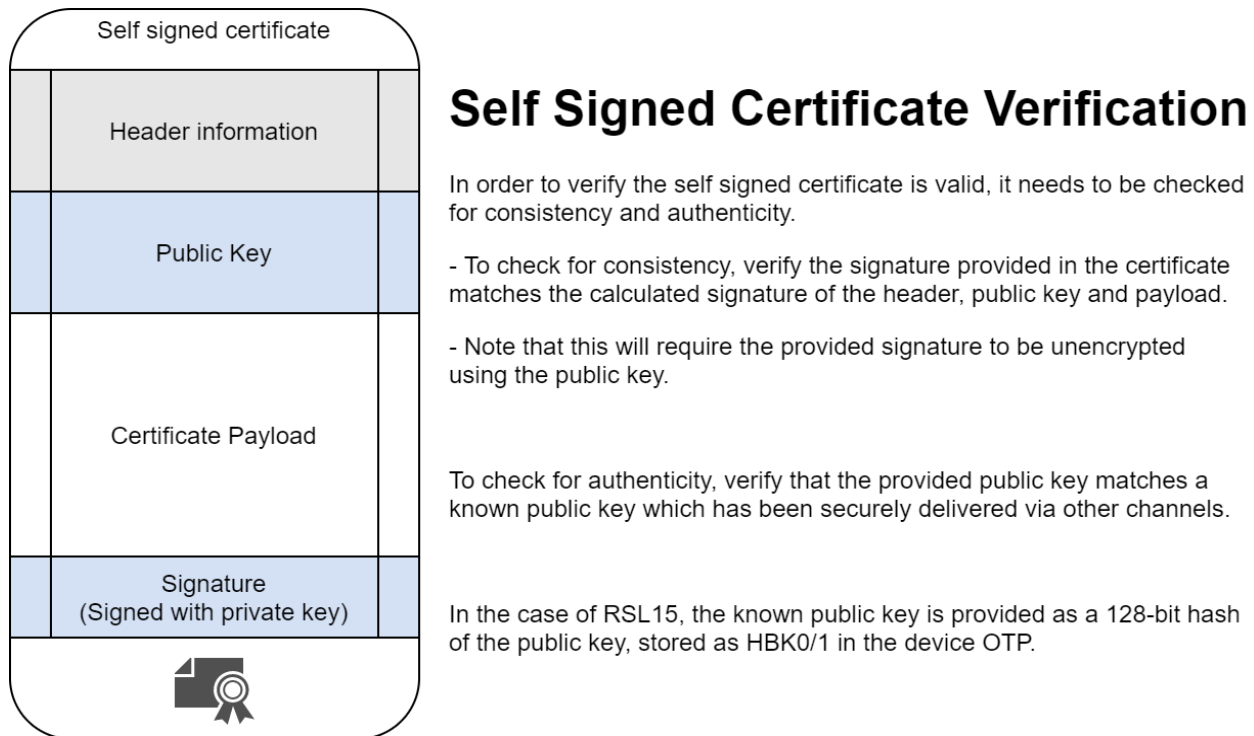 Self signed certificate
Header information
Public Key
Certificate Payload
Signature
(Signed with private key)
Self Signed Certificate Verification
In order to verify the self signed certificate is valid, it needs to be checked
for consistency and authenticity.
- To check for consistency, verify the signature provided in the certificate
matches the calculated signature of the header, public key and payload.
- Note that this will require the provided signature to be unencrypted
using the public key.
To check for authenticity, verify that the provided public key matches a
known public key which has been securely delivered via other channels.
In the case of RSL15, the known public key is provided as a 128-bit hash
of the public key, stored as HBK0/1 in the device OTP.